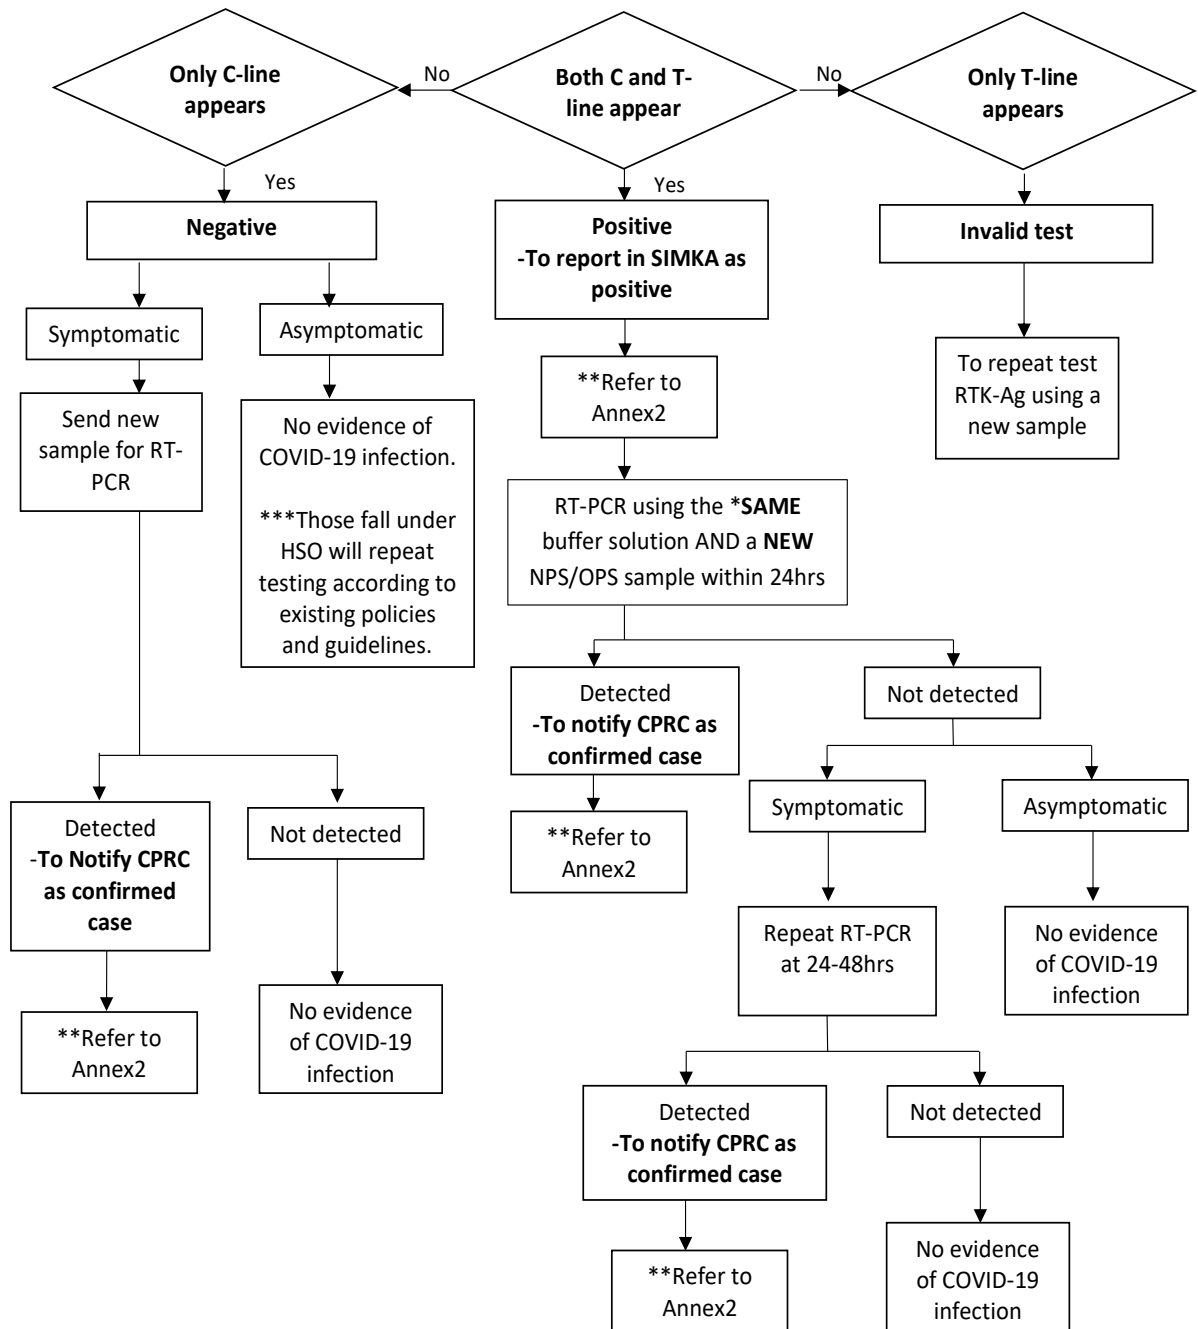 Only C-line
appears
No
Both C and T-
line appear
No
Only T-line
appears
Yes
Negative
Symptomatic
Send new
sample for RT-
PCR
Asymptomatic
No evidence of
COVID-19 infection.
***Those fall under
HSO will repeat
testing according to
existing policies
and guidelines.
Detected
-To Notify CPRC
as confirmed
case
**Refer to
Annex2
Not detected
No evidence
of COVID-19
infection
Yes
Positive
-To report in SIMKA as
positive
**Refer to
Annex2
RT-PCR using the *SAME
buffer solution AND a NEW
NPS/OPS sample within 24hrs
Detected
-To notify CPRC as
confirmed case
**Refer to
Annex2
Not detected
Symptomatic
Repeat RT-PCR
at 24-48hrs
Asymptomatic
No evidence
of COVID-19
infection
Detected
-To notify CPRC as
confirmed case
**Refer to
Annex2
Not detected
No evidence
of COVID-19
infection
Invalid test
To repeat test
RTK-Ag using a
new sample